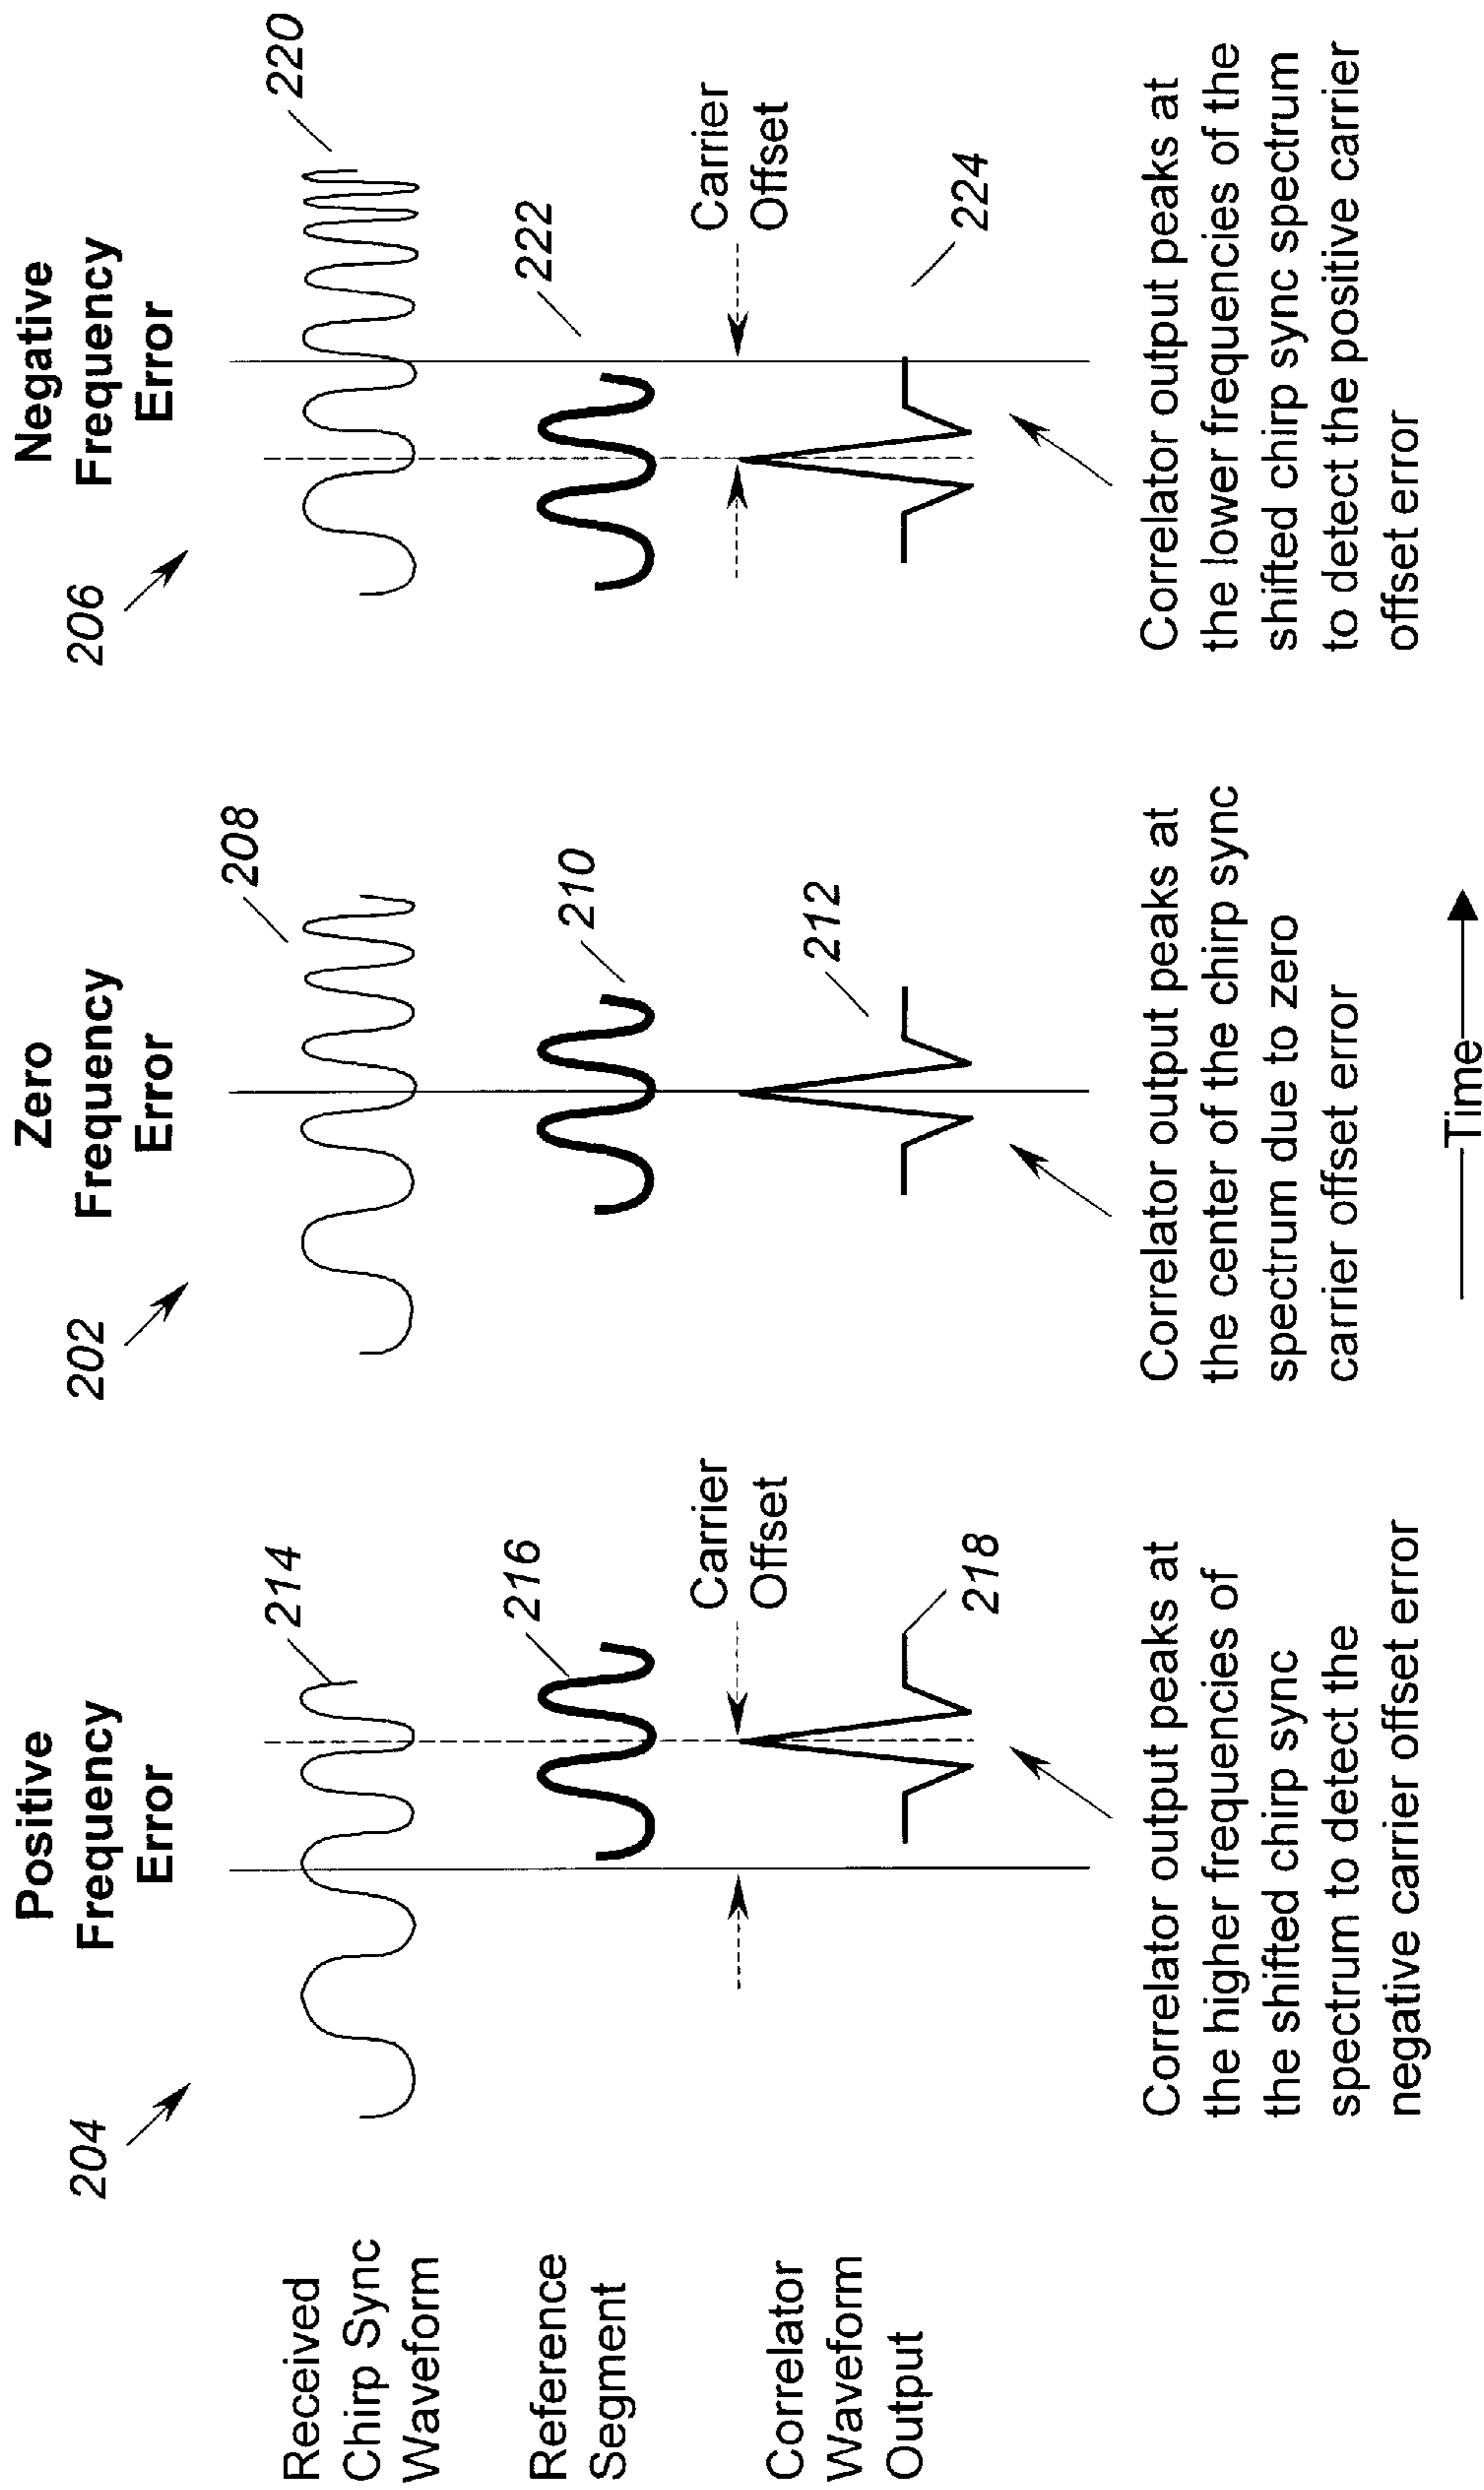 Positive
Frequency
Error
Zero
Frequency
Error
Negative
Frequency
Error
204
202
206
Received
Chirp Sync
Waveform
214
208
220
Reference
Segment
216
210
222
Correlator
Waveform
Output
Carrier
Offset
218
212
Carrier
Offset
224
Correlator output peaks at
the higher frequencies of
the shifted chirp sync
spectrum to detect the
negative carrier offset error
Correlator output peaks at
the center of the chirp sync
spectrum due to zero
carrier offset error
Correlator output peaks at
the lower frequencies of the
shifted chirp sync spectrum
to detect the positive carrier
offset error
Time